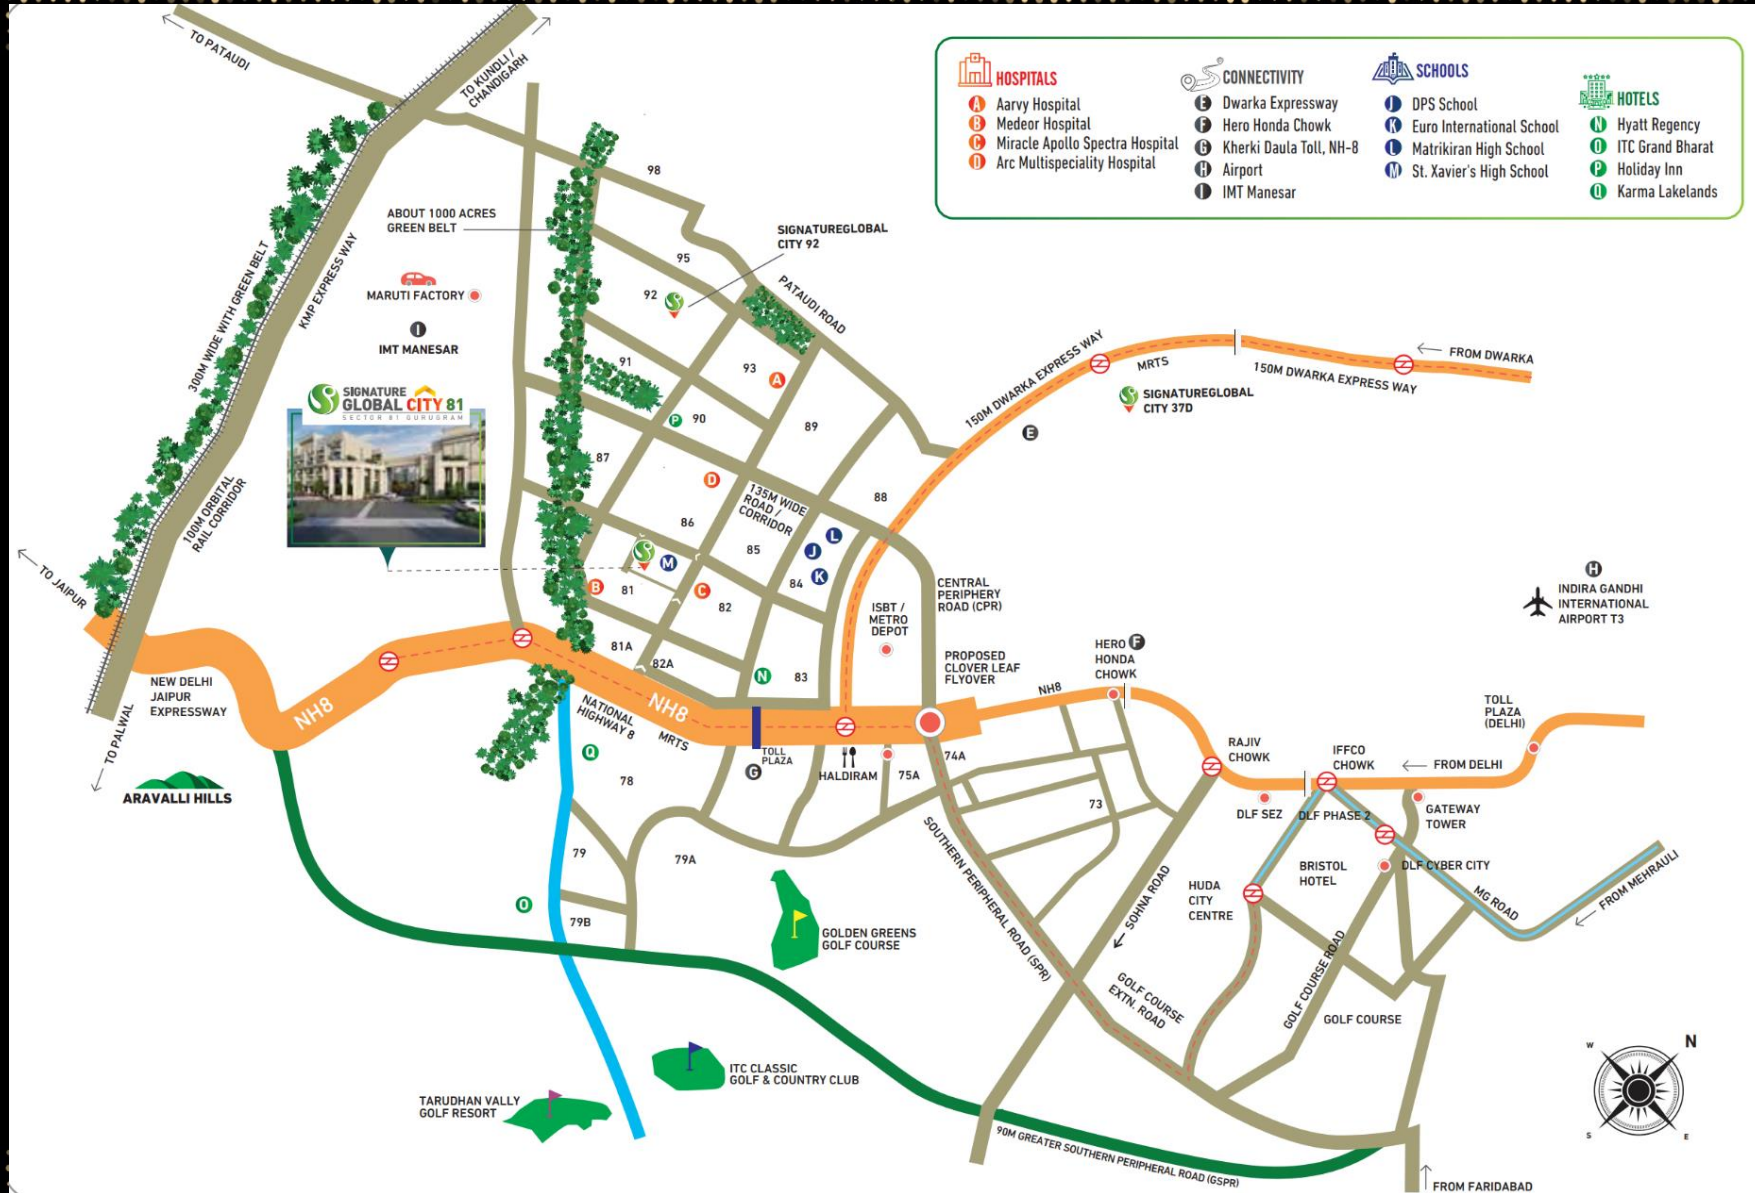 TO PATAUDI
TO KUNDLI /
CHANDIGARH
HOSPITALS
A Aarvy Hospital
B Medeor Hospital
C Miracle Apollo Spectra Hospital
D Arc Multispeciality Hospital
CONNECTIVITY
E Dwarka Expressway
F Hero Honda Chowk
G Kherki Daula Toll, NH-8
H Airport
I IMT Manesar
SCHOOLS
J DPS School
K Euro International School
L Matrikiran High School
M St. Xavier's High School
HOTELS
N Hyatt Regency
O ITC Grand Bharat
P Holiday Inn
Q Karma Lakelands
98
ABOUT 1000 ACRES
GREEN BELT
SIGNATUREGLOBAL
CITY 92
95
92
PATAUDI ROAD
300M WIDE WITH GREEN BELT
KMP EXPRESS WAY
MARUTI FACTORY
I
IMT MANESAR
91
93
A
150M DWARKA EXPRESS WAY
MRTS
150M DWARKA EXPRESS WAY
FROM DWARKA
SIGNATUREGLOBAL
CITY 37D
E
SIGNATURE
GLOBAL CITY 81
SECTOR 81 GURUGRAM
P
90
89
87
D
135M WIDE
ROAD /
CORRIDOR
88
86
100M ORBITAL
RAIL CORRIDOR
L
J
K
85
84
M
B
81
C
82
TO JAIPUR
CENTRAL
PERIPHERY
ROAD (CPR)
ISBT /
METRO
DEPOT
H
INDIRA GANDHI
INTERNATIONAL
AIRPORT T3
81A
82A
N
83
PROPOSED
CLOVER LEAF
FLYOVER
HERO F
HONDA
CHOWK
NH8
NEW DELHI
JAIPUR
EXPRESSWAY
NH8
NATIONAL
HIGHWAY 8
NH8
MRTS
TO PALWAL
TOLL
PLAZA
G
HALDIRAM
75A
74A
TOLL
PLAZA
(DELHI)
RAJIV
CHOWK
IFFCO
CHOWK
FROM DELHI
Q
78
ARAVALLI HILLS
73
DLF SEZ
DLF PHASE 2
GATEWAY
TOWER
79
79A
SOUTHERN PERIPHERAL ROAD (SPR)
SOHNA ROAD
HUDA
CITY
CENTRE
BRISTOL
HOTEL
DLF CYBER CITY
MG ROAD
FROM MEHRAULI
O
79B
GOLDEN GREENS
GOLF COURSE
GOLF COURSE
EXTN. ROAD
GOLF COURSE ROAD
GOLF COURSE
ITC CLASSIC
GOLF & COUNTRY CLUB
TARUDHAN VALLY
GOLF RESORT
90M GREATER SOUTHERN PERIPHERAL ROAD (GSPR)
W
N
S
E
FROM FARIDABAD